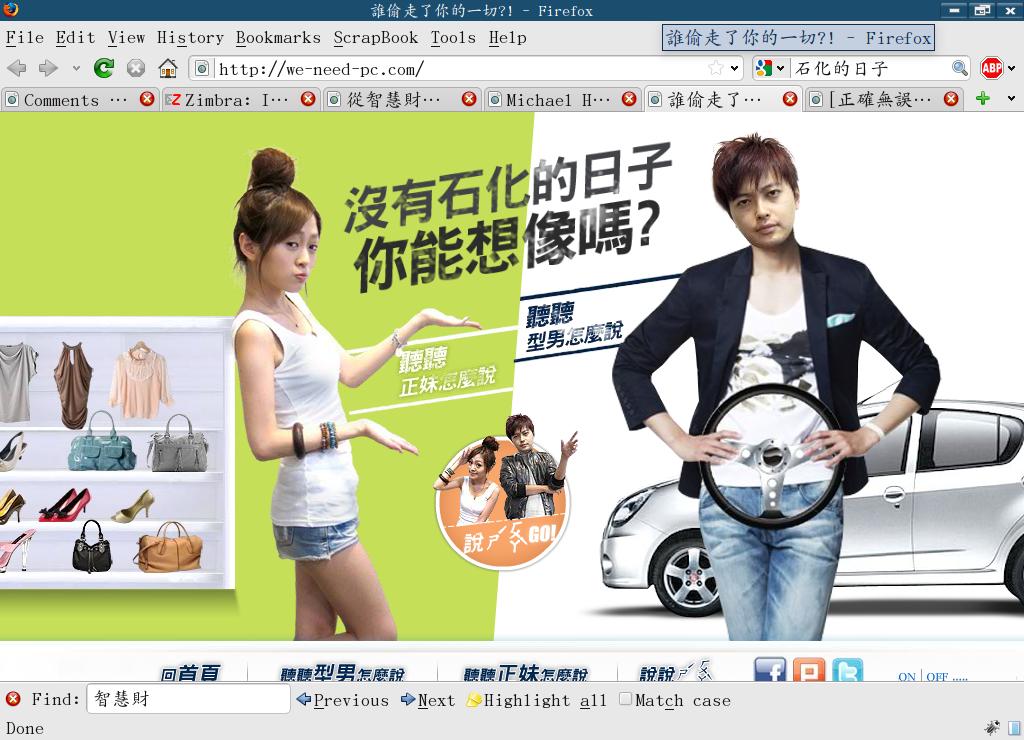 誰偷走了你的一切?! - Firefox
File Edit View History Bookmarks ScrapBook Tools Help
誰偷走了你的一切?! - Firefox
http://we-need-pc.com/
石化的日子
ABP
Comments ...
Zimbra: I...
從智慧財...
Michael H...
誰偷走了...
[正確無誤...
沒有石化的日子
你能想像嗎?
聽聽
型男怎麼說
聽聽
正妹怎麼說
GO!
回首頁
聽聽型男怎麼說
聽聽正妹怎麼說
說說
ON | OFF .....
Find: 智慧財 Previous Next Highlight all Match case
Done